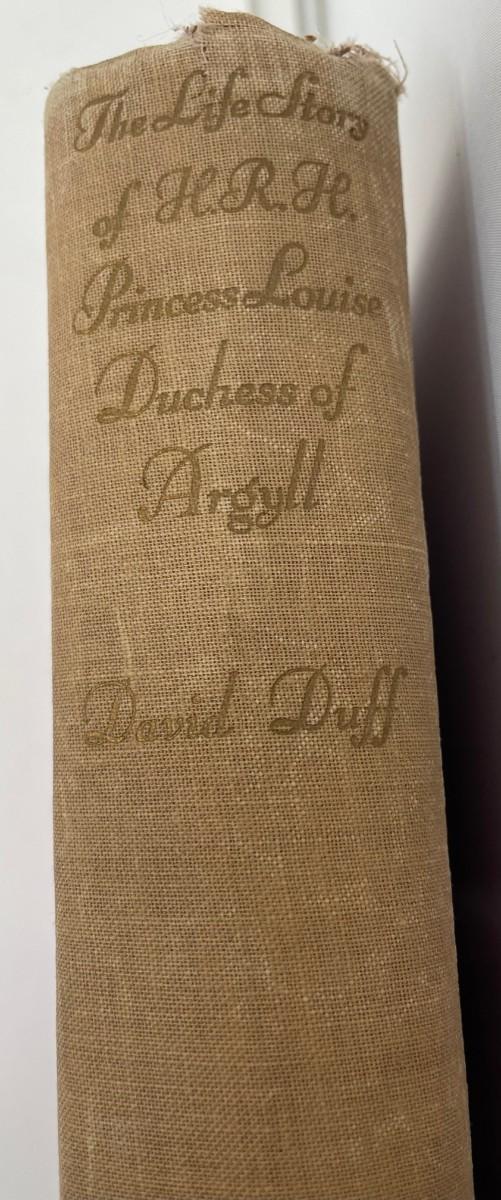 The Life Story
of H.R.H.
Princess Louise
Duchess of
Argyll
David Duff